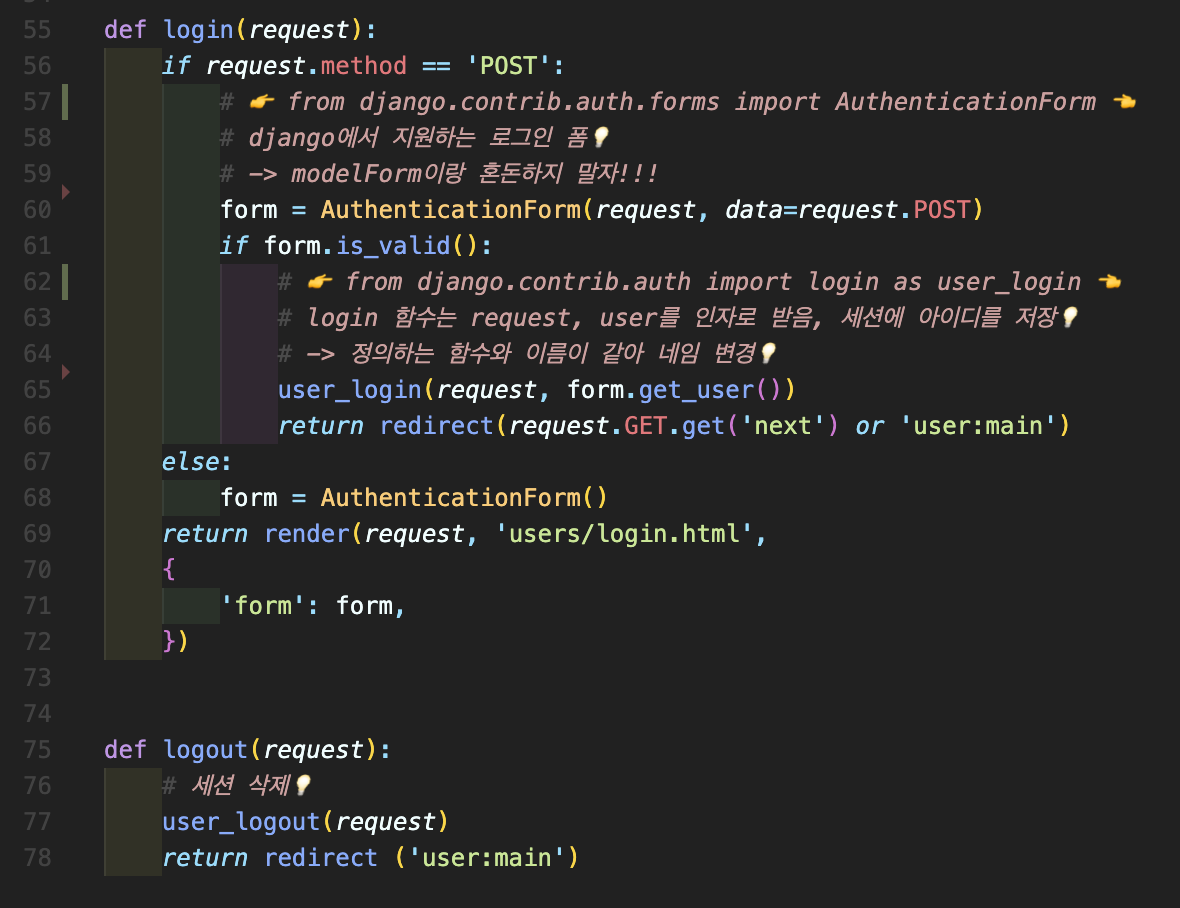 55 def login(request):
56 if request.method == 'POST':
57 # 👉 from django.contrib.auth.forms import AuthenticationForm 👈
58 # django에서 지원하는 로그인 폼💡
59 # -> modelForm이랑 혼돈하지 말자!!!
60 form = AuthenticationForm(request, data=request.POST)
61 if form.is_valid():
62 # 👉 from django.contrib.auth import login as user_login 👈
63 # login 함수는 request, user를 인자로 받음, 세션에 아이디를 저장💡
64 # -> 정의하는 함수와 이름이 같아 네임 변경💡
65 user_login(request, form.get_user())
66 return redirect(request.GET.get('next') or 'user:main')
67 else:
68 form = AuthenticationForm()
69 return render(request, 'users/login.html',
70 {
71 'form': form,
72 })
73
74
75 def logout(request):
76 # 세션 삭제💡
77 user_logout(request)
78 return redirect ('user:main')